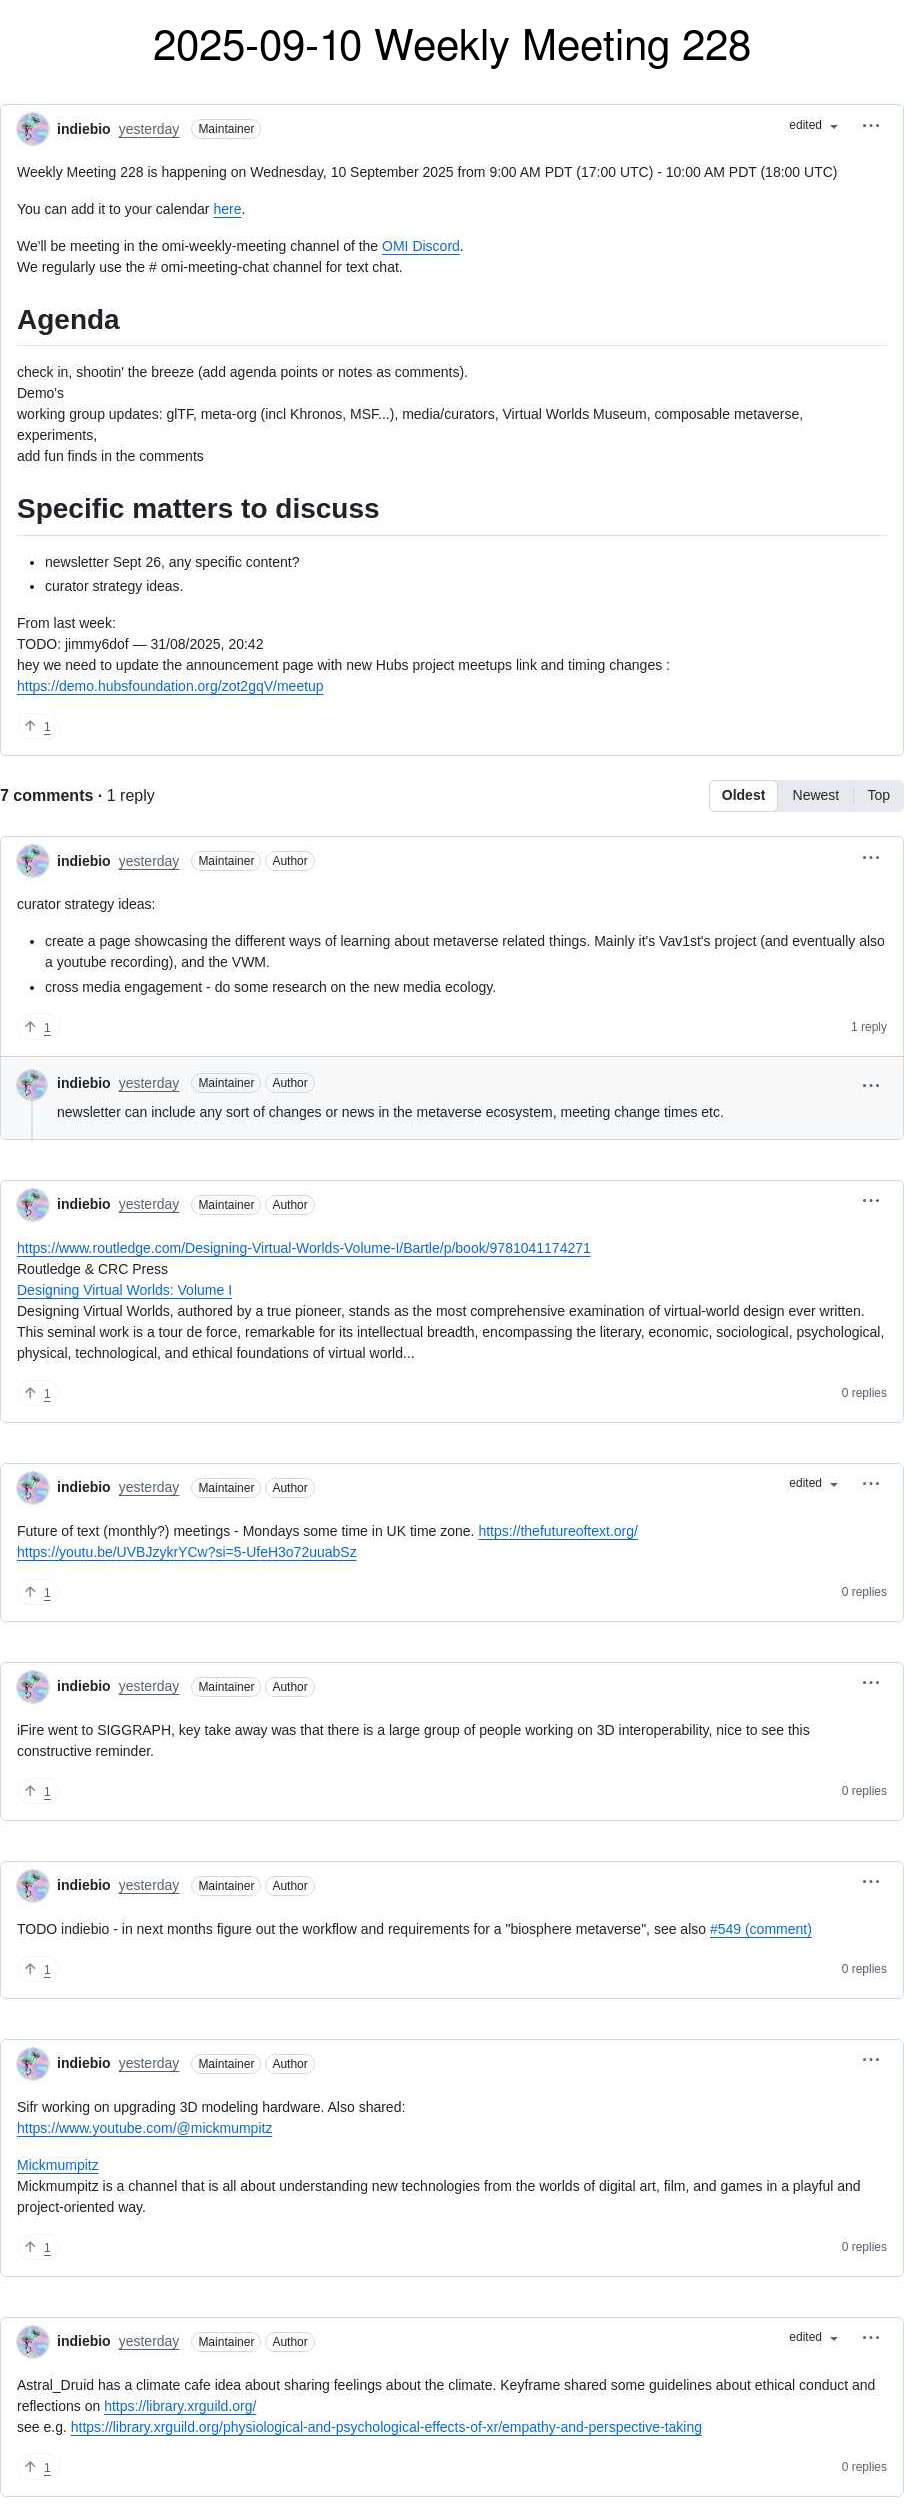 2025-09-10 Weekly Meeting 228
indiebio yesterday Maintainer edited
Weekly Meeting 228 is happening on Wednesday, 10 September 2025 from 9:00 AM PDT (17:00 UTC) - 10:00 AM PDT (18:00 UTC)
You can add it to your calendar here.
We'll be meeting in the omi-weekly-meeting channel of the OMI Discord.
We regularly use the # omi-meeting-chat channel for text chat.
Agenda
check in, shootin' the breeze (add agenda points or notes as comments).
Demo's
working group updates: glTF, meta-org (incl Khronos, MSF...), media/curators, Virtual Worlds Museum, composable metaverse,
experiments,
add fun finds in the comments
Specific matters to discuss
• newsletter Sept 26, any specific content?
• curator strategy ideas.
From last week:
TODO: jimmy6dof — 31/08/2025, 20:42
hey we need to update the announcement page with new Hubs project meetups link and timing changes :
https://demo.hubsfoundation.org/zot2gqV/meetup
1
7 comments · 1 reply Oldest Newest Top
indiebio yesterday Maintainer Author
curator strategy ideas:
• create a page showcasing the different ways of learning about metaverse related things. Mainly it's Vav1st's project (and eventually also
a youtube recording), and the VWM.
• cross media engagement - do some research on the new media ecology.
1 1 reply
indiebio yesterday Maintainer Author
newsletter can include any sort of changes or news in the metaverse ecosystem, meeting change times etc.
indiebio yesterday Maintainer Author
https://www.routledge.com/Designing-Virtual-Worlds-Volume-I/Bartle/p/book/9781041174271
Routledge & CRC Press
Designing Virtual Worlds: Volume I
Designing Virtual Worlds, authored by a true pioneer, stands as the most comprehensive examination of virtual-world design ever written.
This seminal work is a tour de force, remarkable for its intellectual breadth, encompassing the literary, economic, sociological, psychological,
physical, technological, and ethical foundations of virtual world...
1 0 replies
indiebio yesterday Maintainer Author edited
Future of text (monthly?) meetings - Mondays some time in UK time zone. https://thefutureoftext.org/
https://youtu.be/UVBJzykrYCw?si=5-UfeH3o72uuabSz
1 0 replies
indiebio yesterday Maintainer Author
iFire went to SIGGRAPH, key take away was that there is a large group of people working on 3D interoperability, nice to see this
constructive reminder.
1 0 replies
indiebio yesterday Maintainer Author
TODO indiebio - in next months figure out the workflow and requirements for a "biosphere metaverse", see also #549 (comment)
1 0 replies
indiebio yesterday Maintainer Author
Sifr working on upgrading 3D modeling hardware. Also shared:
https://www.youtube.com/@mickmumpitz
Mickmumpitz
Mickmumpitz is a channel that is all about understanding new technologies from the worlds of digital art, film, and games in a playful and
project-oriented way.
1 0 replies
indiebio yesterday Maintainer Author edited
Astral_Druid has a climate cafe idea about sharing feelings about the climate. Keyframe shared some guidelines about ethical conduct and
reflections on https://library.xrguild.org/
see e.g. https://library.xrguild.org/physiological-and-psychological-effects-of-xr/empathy-and-perspective-taking
1 0 replies